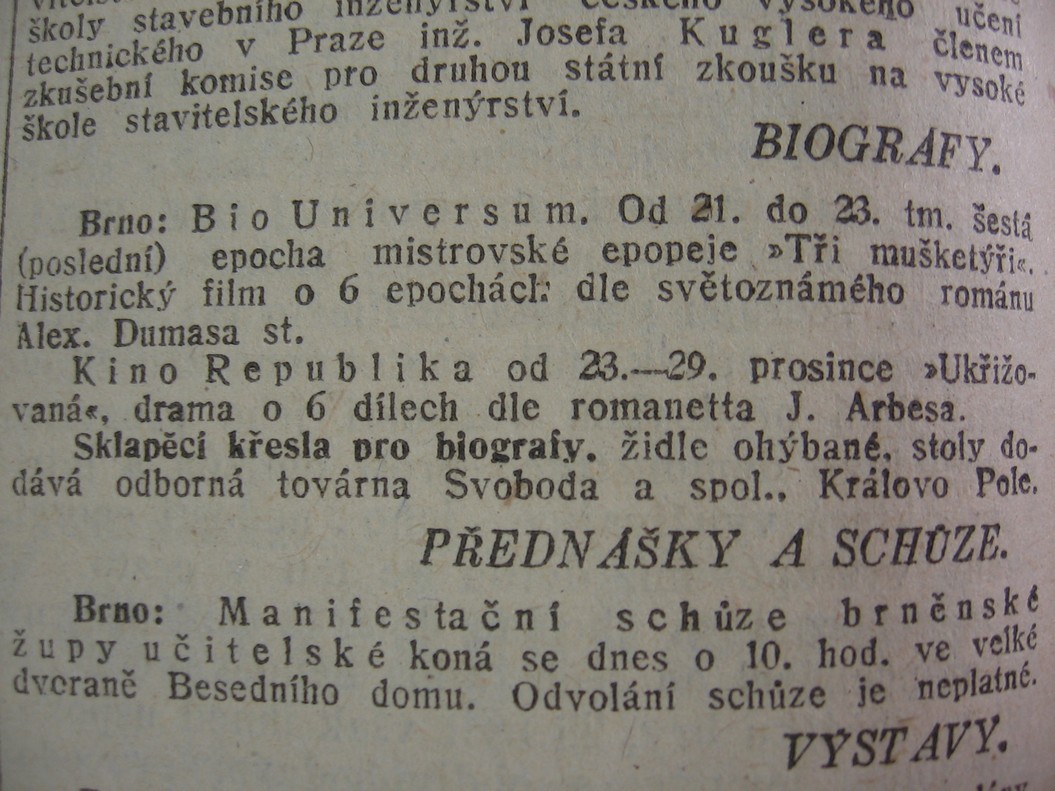 školy stavebního inženýrství českého vysokého učení
technického v Praze inž. Josefa Kuglera členem
zkušební komise pro druhou státní zkoušku na vysoké
škole stavitelského inženýrství.
BIOGRAFY.
Brno: Bio Universum. Od 21. do 23. tm. šestá
(poslední) epocha mistrovské epopeje »Tři mušketýři«.
Historický film o 6 epochách dle světoznámého románu
Alex. Dumasa st.
Kino Republika od 23.—29. prosince »Ukřižo-
vaná«, drama o 6 dílech dle romanetta J. Arbesa.
Sklápěcí křesla pro biografy, židle ohýbané, stoly do-
dává odborná továrna Svoboda a spol., Královo Pole.
PŘEDNÁŠKY A SCHŮZE.
Brno: Manifestační schůze brněnské
župy učitelské koná se dnes o 10. hod. ve velké
dvoraně Besedního domu. Odvolání schůze je neplatné.
VÝSTAVY.